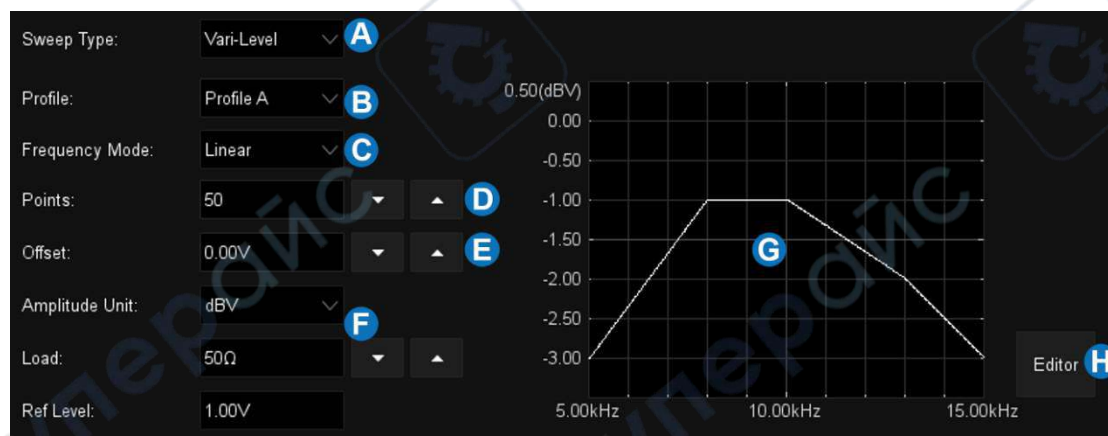 Sweep Type: Vari-Level A
Profile: Profile A B
Frequency Mode: Linear C
Points: 50 D
Offset: 0.00V E
Amplitude Unit: dBV
F
Load: 50Ω
Ref Level: 1.00V
0.50(dBV)
0.00
-0.50
-1.00
-1.50
-2.00
-2.50
-3.00
G
5.00kHz 10.00kHz 15.00kHz
Editor H